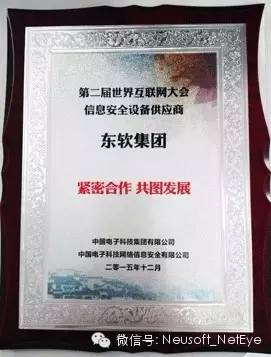 第二届世界互联网大会
信息安全设备供应商
东软集团
紧密合作 共图发展
中国电子科技集团有限公司
中国电子科技网络信息安全有限公司
二零一五年十二月
微信号: Neusoft_NetEye